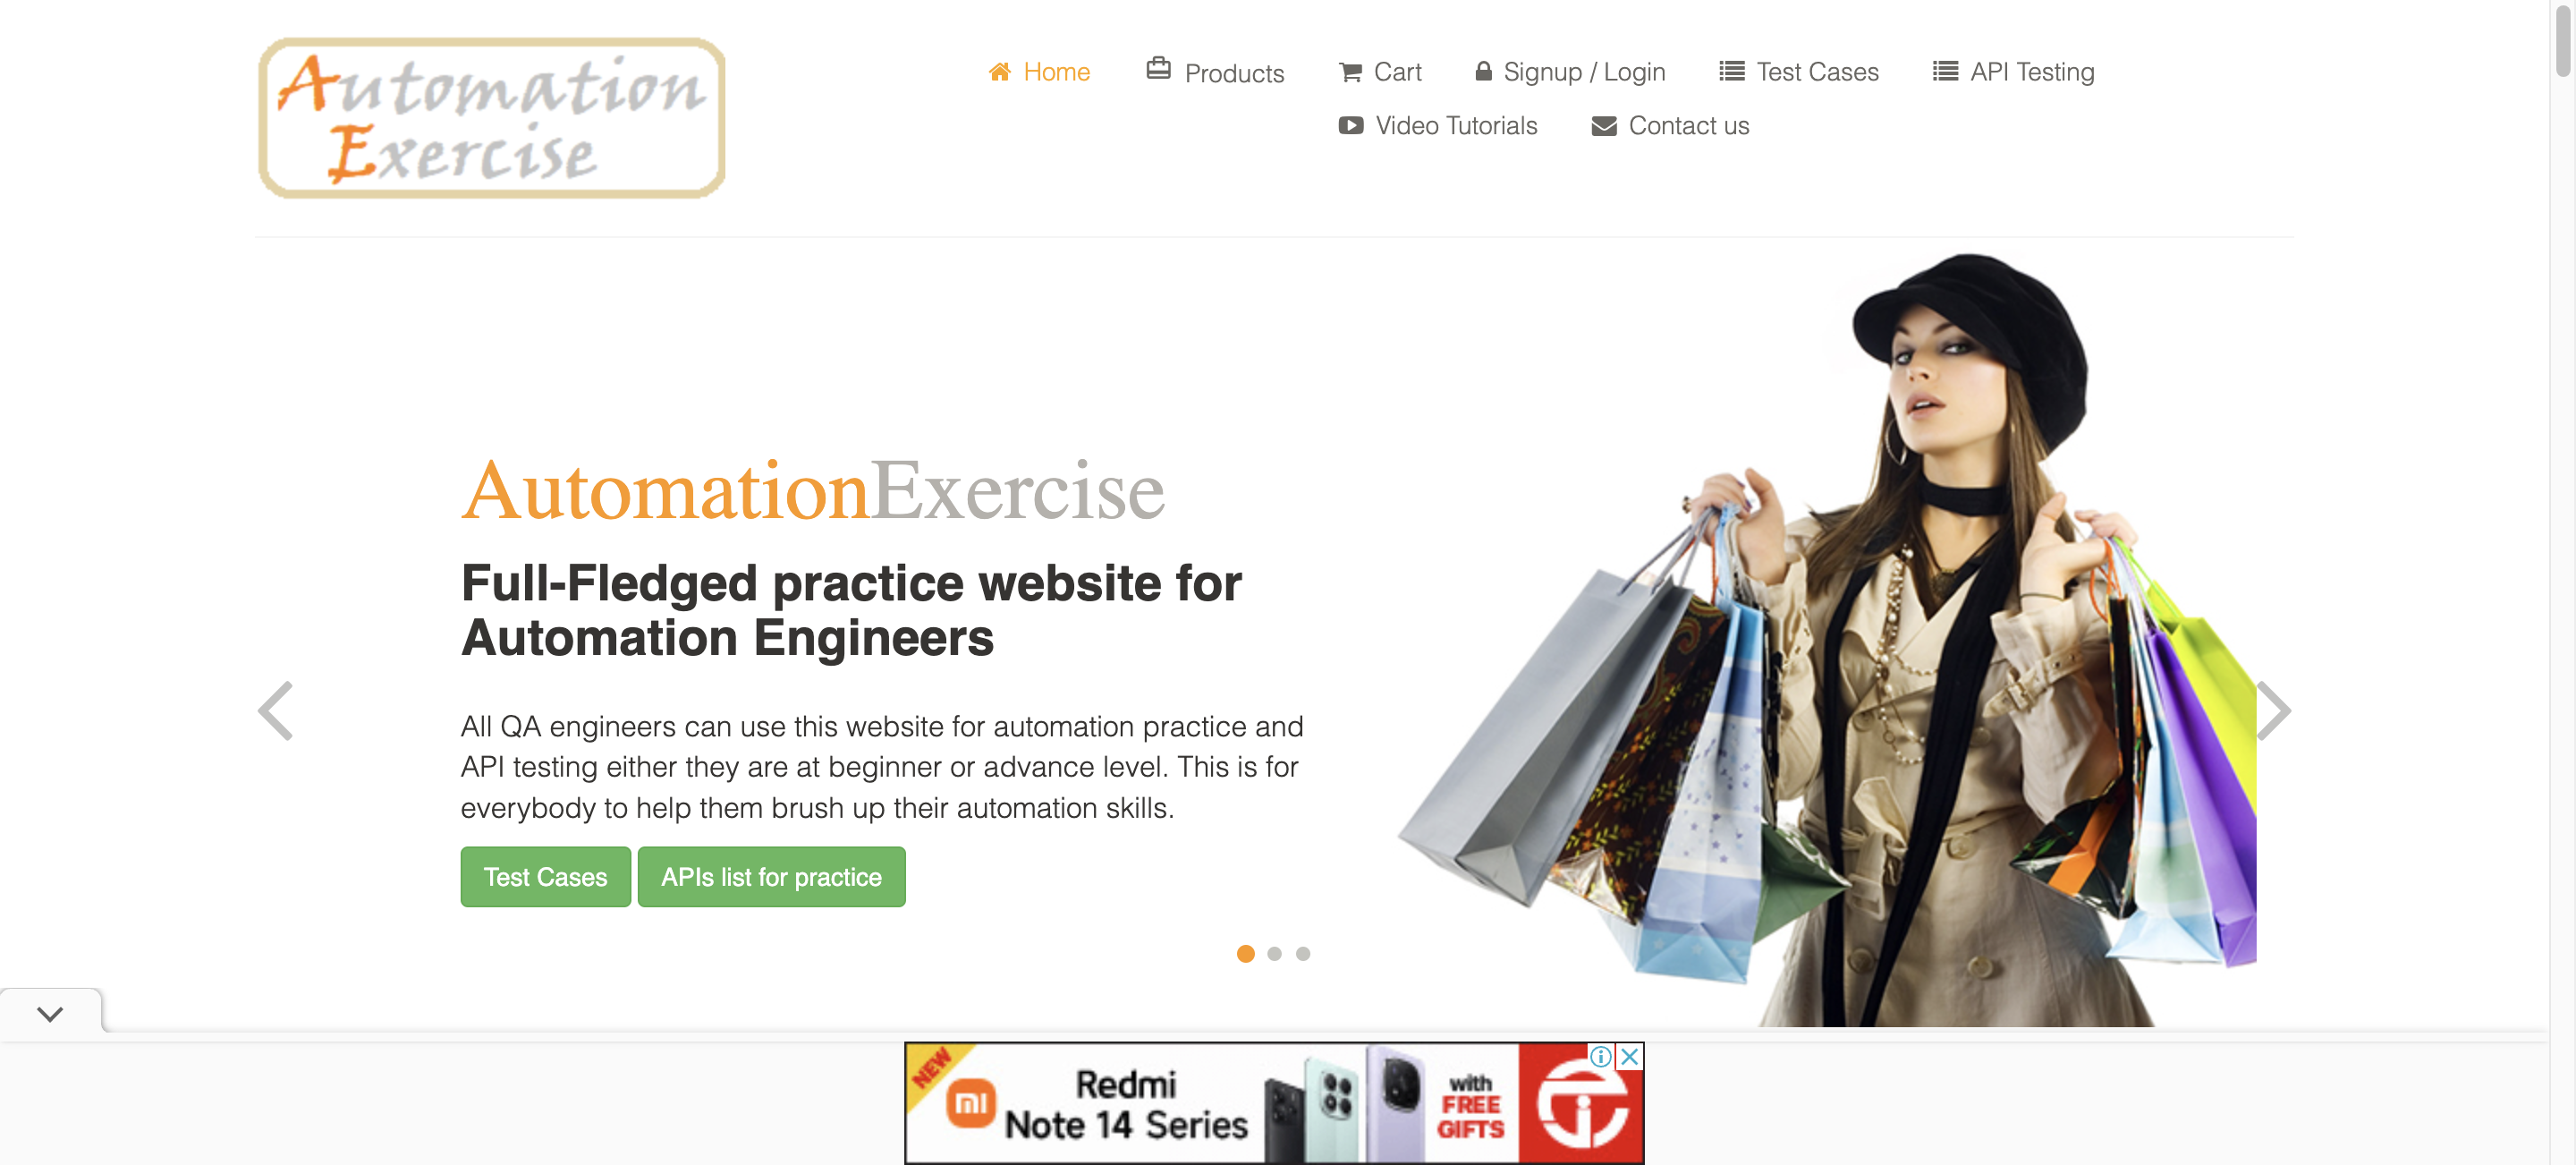 Automation
Exercise
Home Products Cart Signup / Login Test Cases API Testing
Video Tutorials Contact us
AutomationExercise
Full-Fledged practice website for
Automation Engineers
All QA engineers can use this website for automation practice and
API testing either they are at beginner or advance level. This is for
everybody to help them brush up their automation skills.
Test Cases APIs list for practice
NEW
mi
Redmi
Note 14 Series
with
FREE
GIFTS